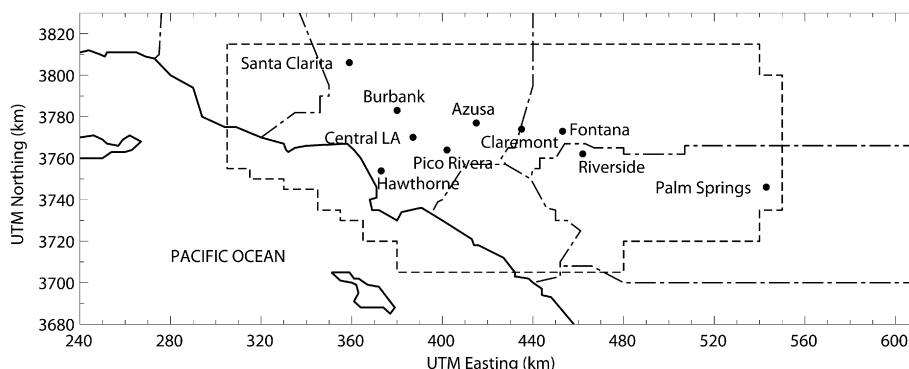 3820
3800
3780
3760
3740
3720
3700
3680
UTM Northing (km)
Santa Clarita
Burbank
Azusa
Central LA
Claremont
Fontana
Pico Rivera
Riverside
Hawthorne
Palm Springs
PACIFIC OCEAN
240 280 320 360 400 440 480 520 560 600
UTM Easting (km)